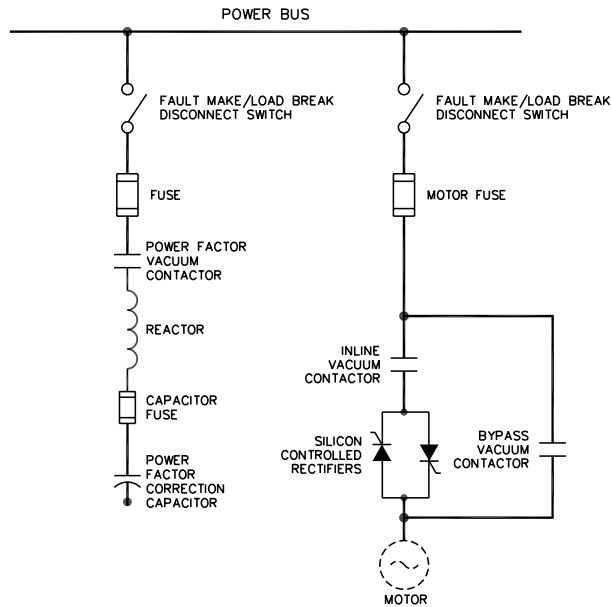 POWER BUS
FAULT MAKE/LOAD BREAK
DISCONNECT SWITCH
FAULT MAKE/LOAD BREAK
DISCONNECT SWITCH
FUSE
MOTOR FUSE
POWER FACTOR
VACUUM
CONTACTOR
REACTOR
INLINE
VACUUM
CONTACTOR
CAPACITOR
FUSE
SILICON
CONTROLLED
RECTIFIERS
BYPASS
VACUUM
CONTACTOR
POWER
FACTOR
CORRECTION
CAPACITOR
MOTOR